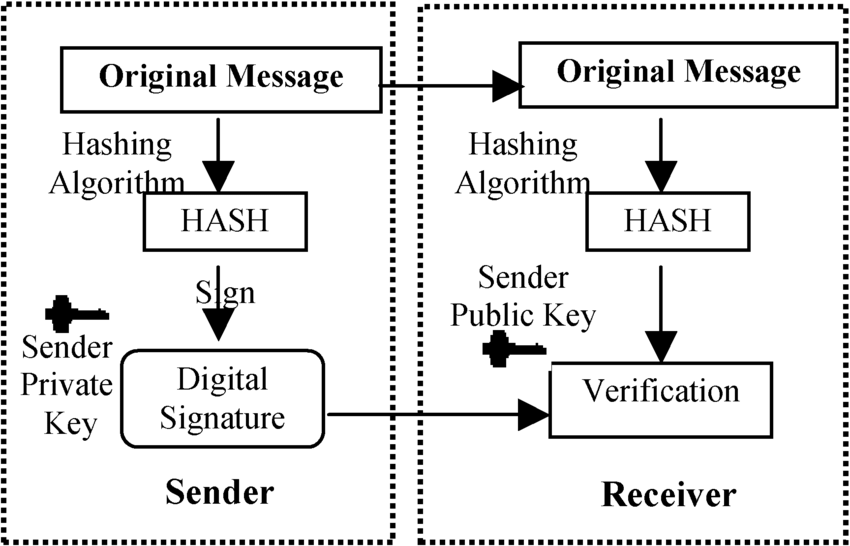 Original Message
Hashing
Algorithm
HASH
Sign
Sender
Private
Key
Digital
Signature
Sender
Original Message
Hashing
Algorithm
HASH
Sender
Public Key
Verification
Receiver